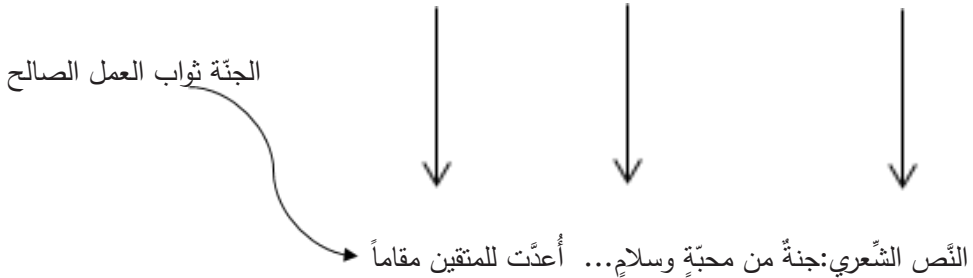 الجنّة ثواب العمل الصالح
النَّص الشِّعري:جنةٌ من محبّةٍ وسلامٍ... أُعدَّت للمتقين مقاماً